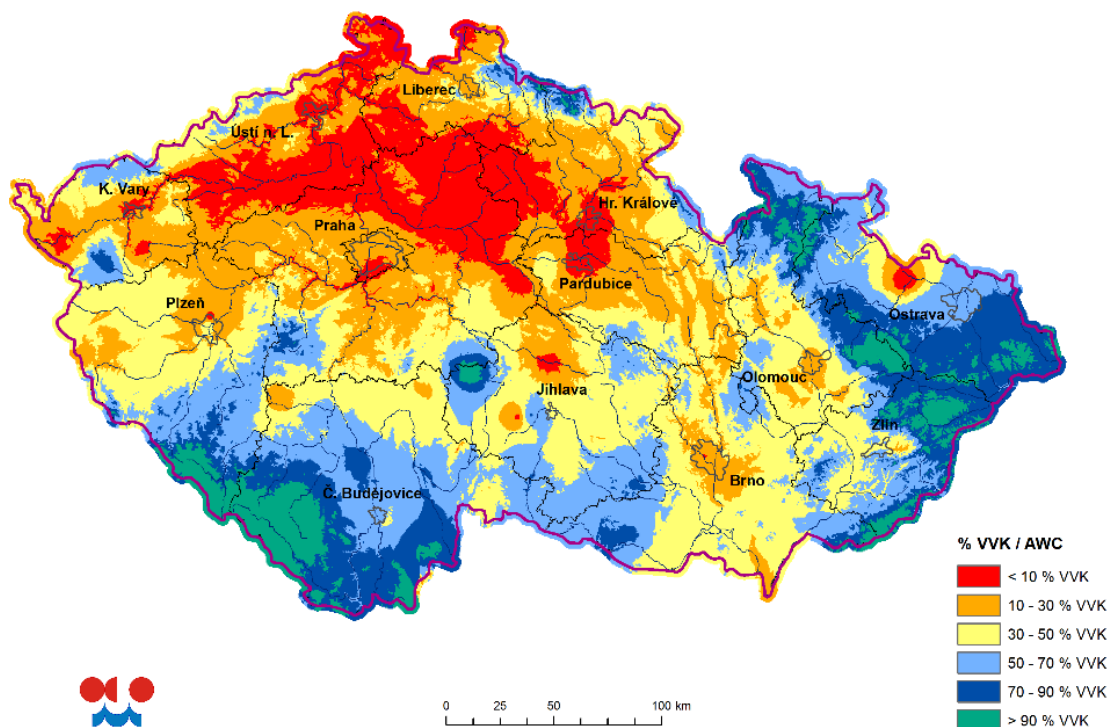 Liberec
Ústí n. L.
K. Vary
Hr. Králové
Praha
Pardubice
Plzeň
Ostrava
Olomouc
Jihlava
Zlín
Brno
Č. Budějovice
% VVK / AWC
< 10 % VVK
10 - 30 % VVK
30 - 50 % VVK
50 - 70 % VVK
70 - 90 % VVK
> 90 % VVK
0 25 50 100 km